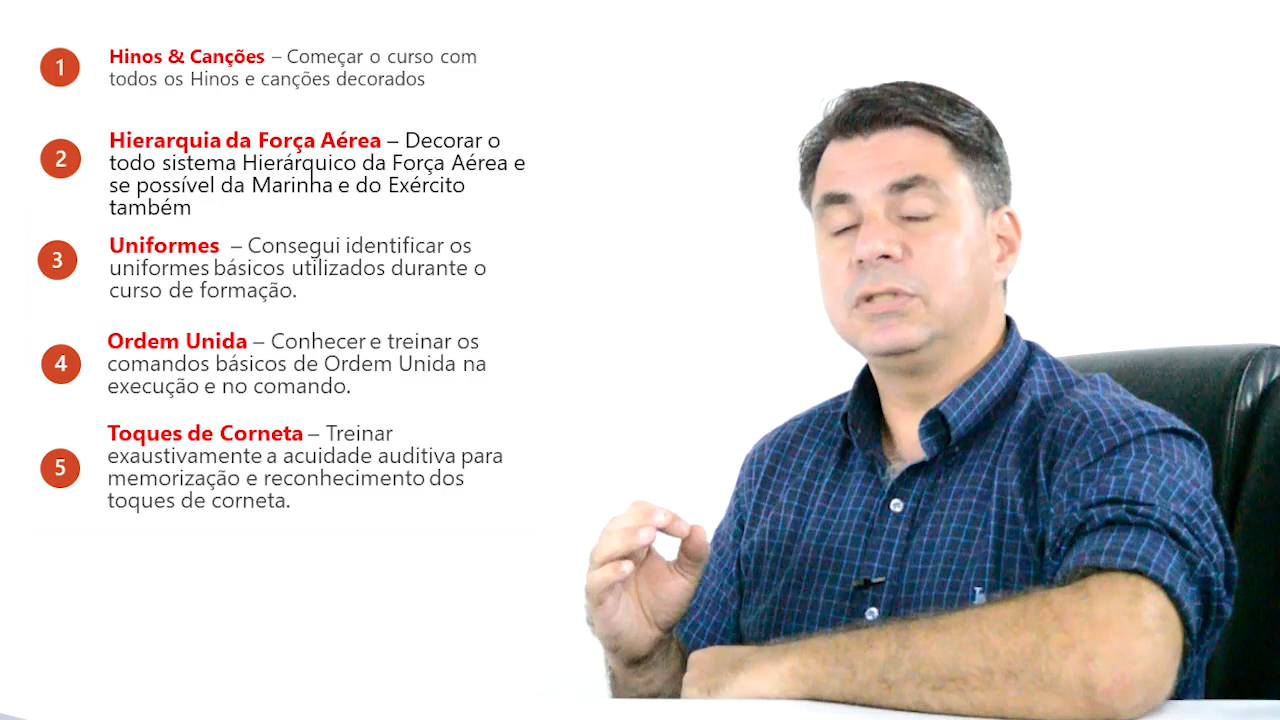 1
Hinos & Canções – Começar o curso com
todos os Hinos e canções decorados
2
Hierarquia da Força Aérea – Decorar o
todo sistema Hierárquico da Força Aérea e
se possível da Marinha e do Exército
também
3
Uniformes – Consegui identificar os
uniformes básicos utilizados durante o
curso de formação.
4
Ordem Unida – Conhecer e treinar os
comandos básicos de Ordem Unida na
execução e no comando.
5
Toques de Corneta – Treinar
exaustivamente a acuidade auditiva para
memorização e reconhecimento dos
toques de corneta.